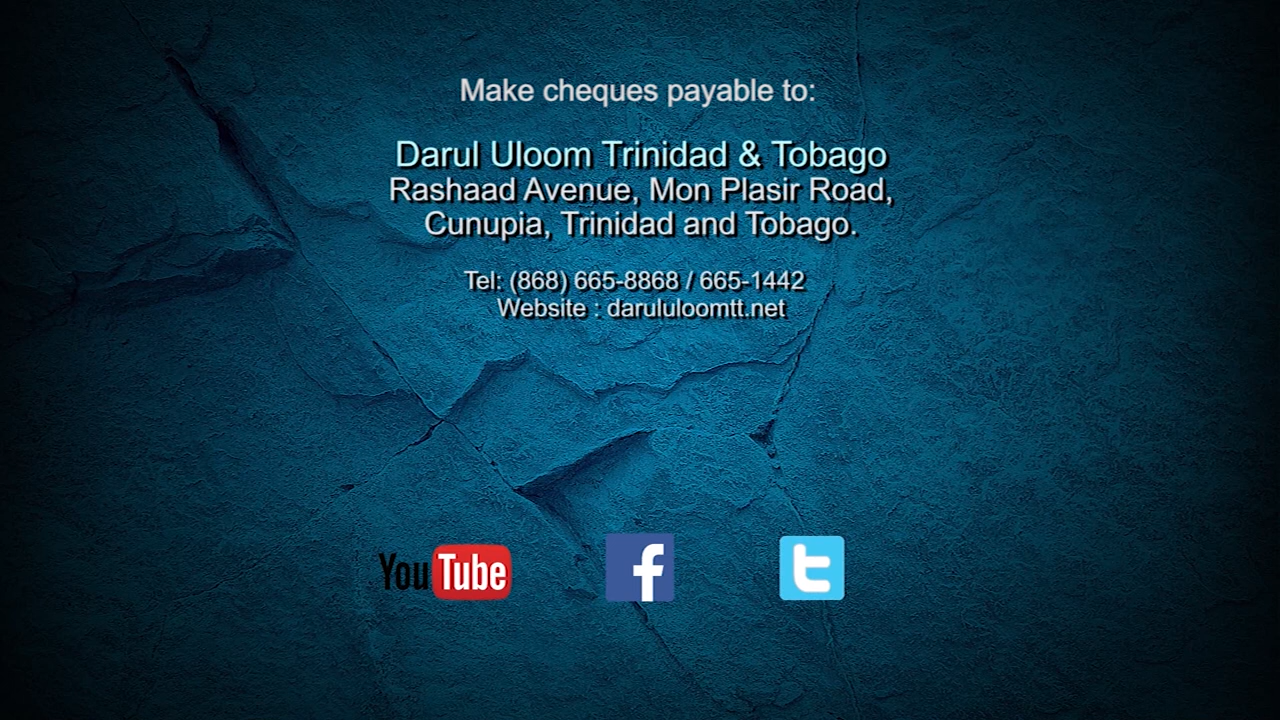 Make cheques payable to:
Darul Uloom Trinidad & Tobago
Rashaad Avenue, Mon Plasir Road,
Cunupia, Trinidad and Tobago.
Tel: (868) 665-8868 / 665-1442
Website : darululoomtt.net
YouTube